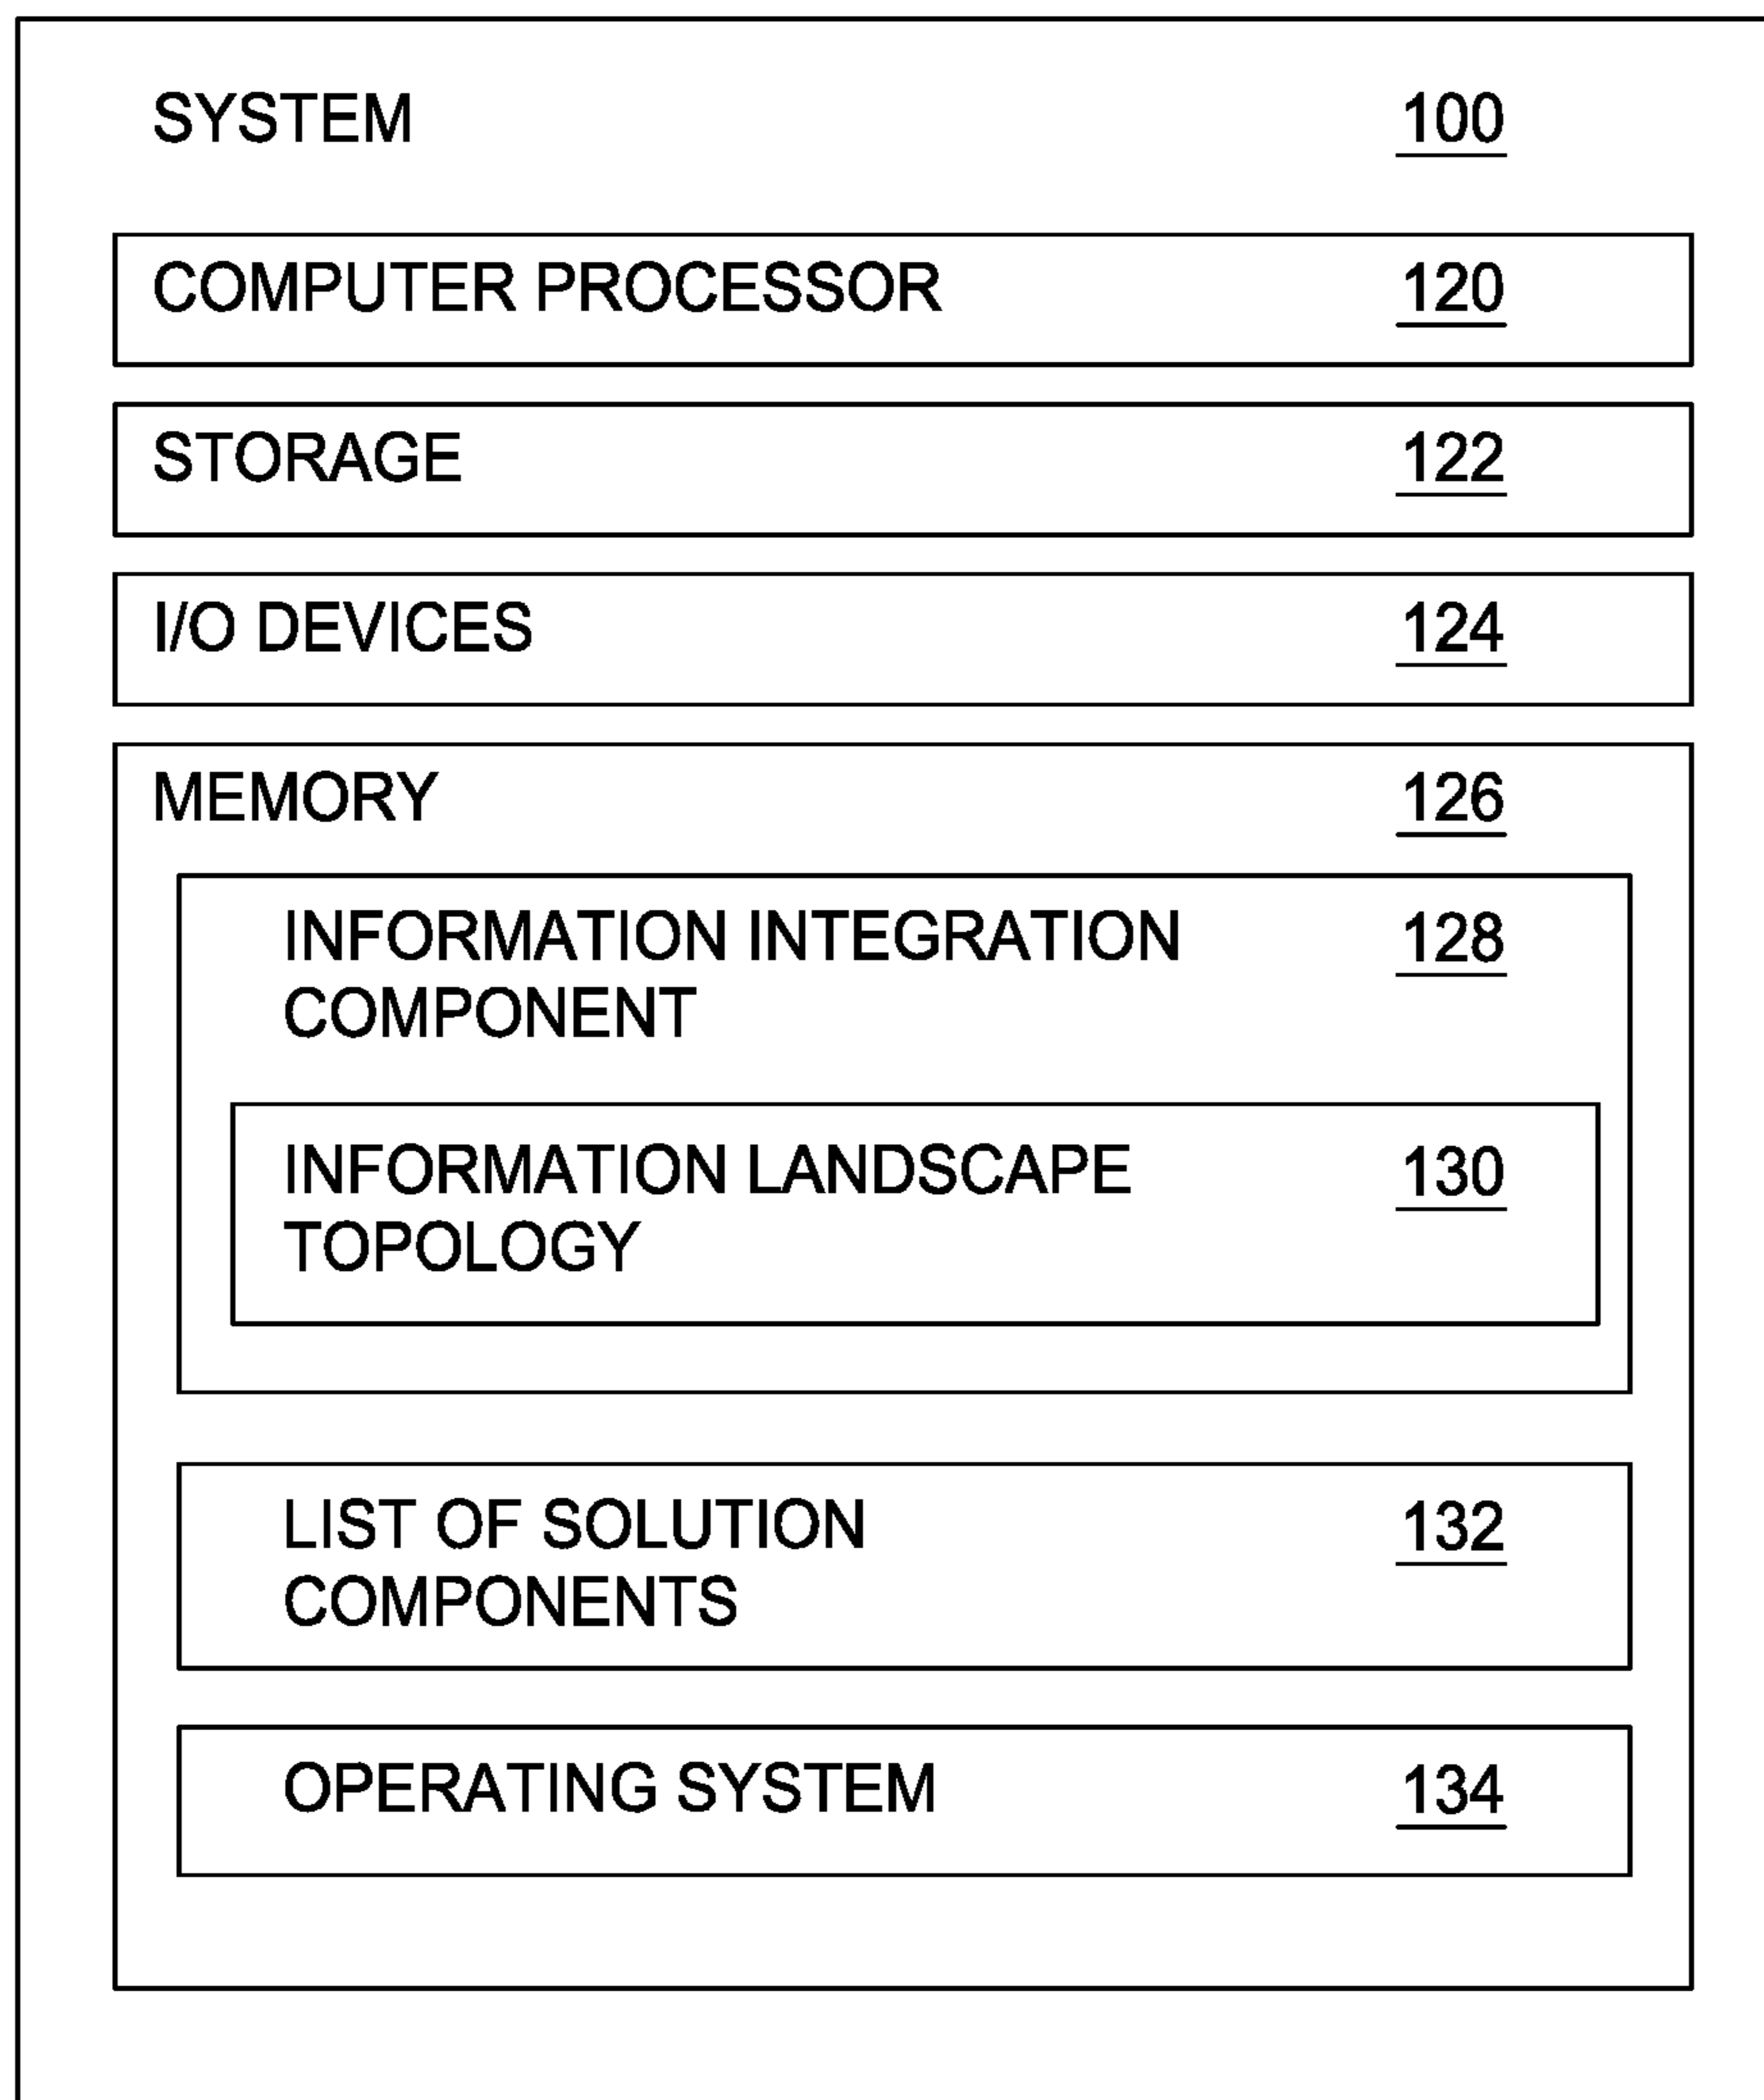 SYSTEM 100
COMPUTER PROCESSOR 120
STORAGE 122
I/O DEVICES 124
MEMORY 126
INFORMATION INTEGRATION 128
COMPONENT
INFORMATION LANDSCAPE 130
TOPOLOGY
LIST OF SOLUTION 132
COMPONENTS
OPERATING SYSTEM 134